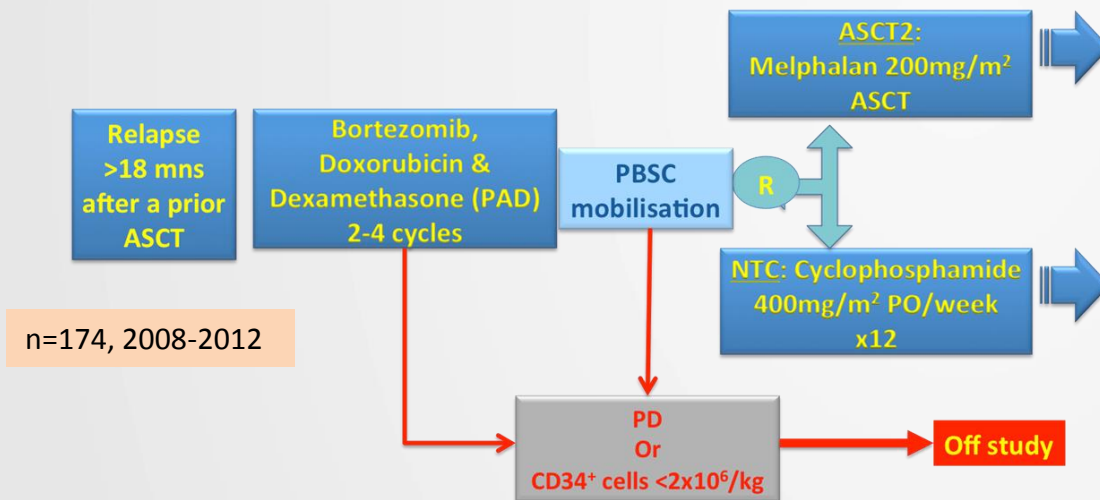 Relapse
>18 mns
after a prior
ASCT
Bortezomib,
Doxorubicin &
Dexamethasone (PAD)
2-4 cycles
PBSC
mobilisation
R
ASCT2:
Melphalan 200mg/m²
ASCT
NTC: Cyclophosphamide
400mg/m² PO/week
x12
n=174, 2008-2012
PD
Or
CD34⁺ cells <2x10⁶/kg
Off study